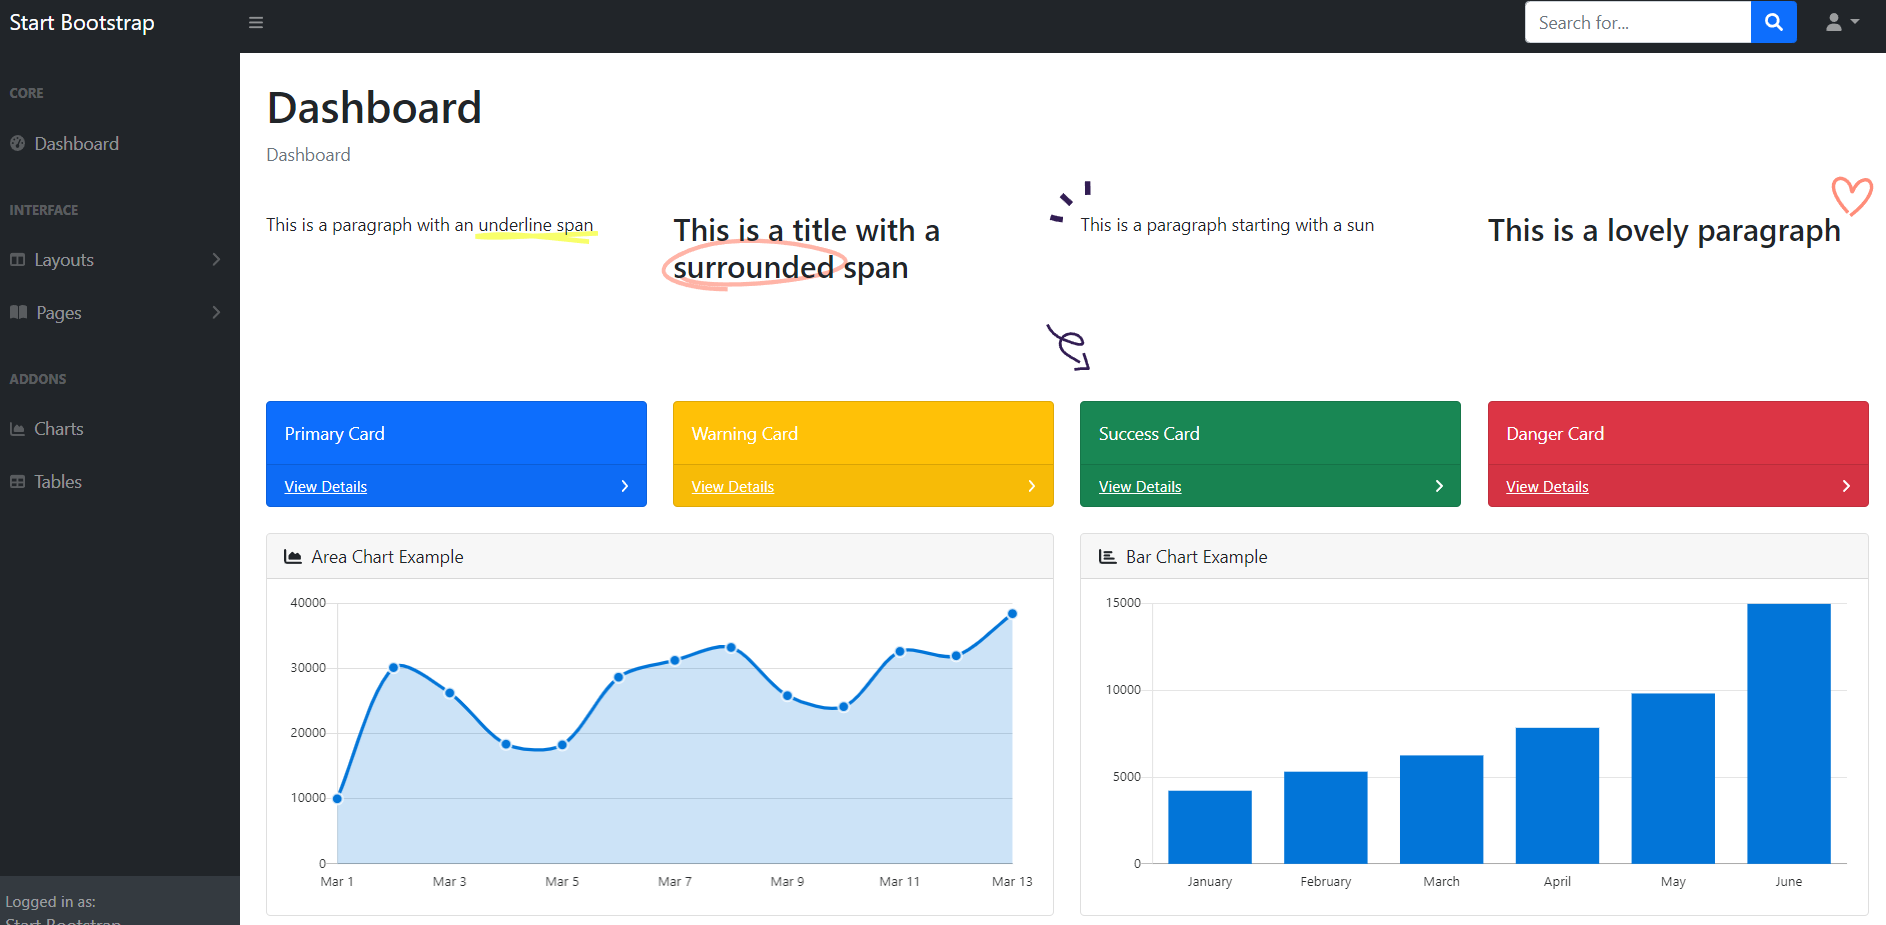 Start Bootstrap
Search for...
CORE
Dashboard
INTERFACE
Layouts
Pages
ADDONS
Charts
Tables
Logged in as:
Start Bootstrap
Dashboard
Dashboard
This is a paragraph with an underline span
This is a title with a
surrounded span
This is a paragraph starting with a sun
This is a lovely paragraph
Primary Card
View Details
Warning Card
View Details
Success Card
View Details
Danger Card
View Details
Area Chart Example
40000
30000
20000
10000
0
Mar 1 Mar 3 Mar 5 Mar 7 Mar 9 Mar 11 Mar 13
Bar Chart Example
15000
10000
5000
0
January February March April May June